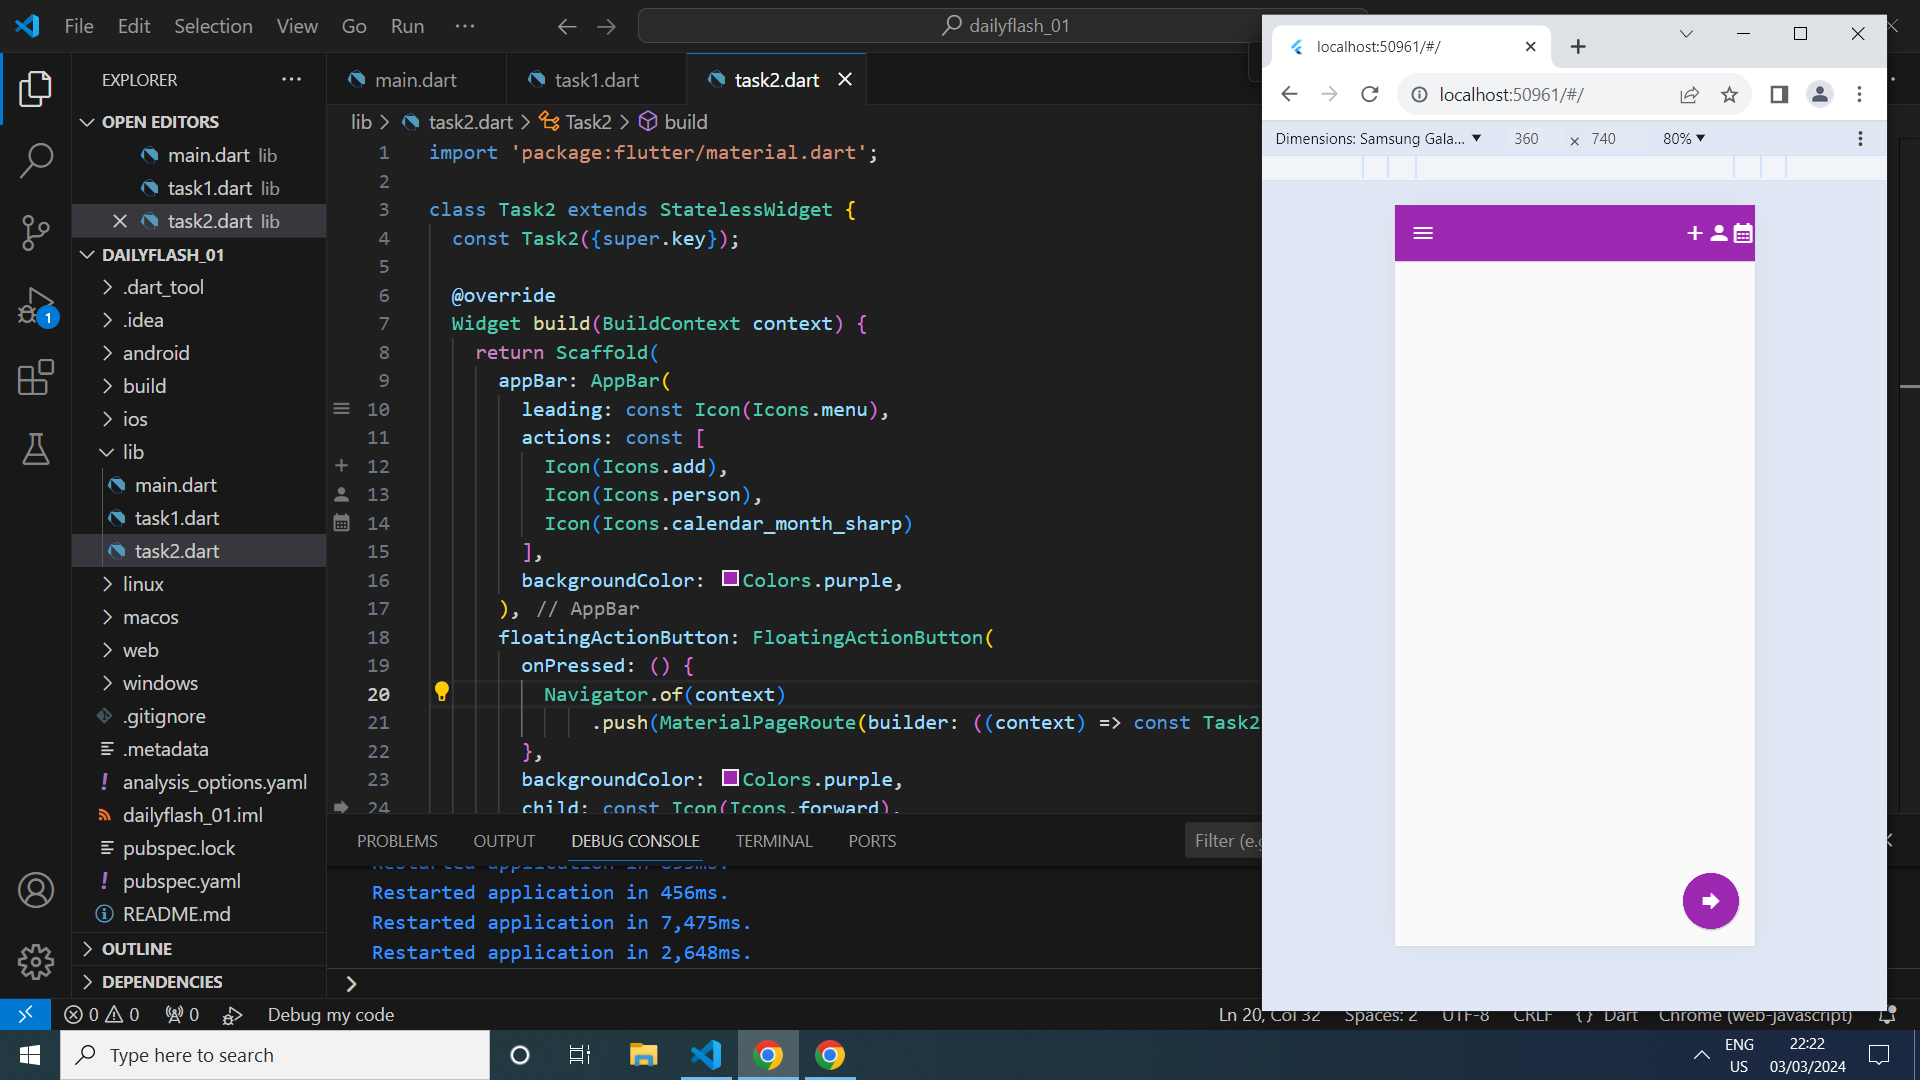 File Edit Selection View Go Run ···
dailyflash_01
EXPLORER
OPEN EDITORS
main.dart lib
task1.dart lib
task2.dart lib
DAILYFLASH_01
.dart_tool
.idea
android
build
ios
lib
main.dart
task1.dart
task2.dart
linux
macos
web
windows
.gitignore
.metadata
analysis_options.yaml
dailyflash_01.iml
pubspec.lock
pubspec.yaml
README.md
OUTLINE
DEPENDENCIES
1
main.dart task1.dart task2.dart
lib > task2.dart > Task2 > build
1 import 'package:flutter/material.dart';
2
3 class Task2 extends StatelessWidget {
4 const Task2({super.key});
5
6 @override
7 Widget build(BuildContext context) {
8 return Scaffold(
9 appBar: AppBar(
10 leading: const Icon(Icons.menu),
11 actions: const [
12 Icon(Icons.add),
13 Icon(Icons.person),
14 Icon(Icons.calendar_month_sharp)
15 ],
16 backgroundColor: Colors.purple,
17 ), // AppBar
18 floatingActionButton: FloatingActionButton(
19 onPressed: () {
20 Navigator.of(context)
21 .push(MaterialPageRoute(builder: ((context) => const Task2
22 },
23 backgroundColor: Colors.purple,
24 child: const Icon(Icons.forward),
PROBLEMS OUTPUT DEBUG CONSOLE TERMINAL PORTS
Filter (e.g
Restarted application in 456ms.
Restarted application in 7,475ms.
Restarted application in 2,648ms.
localhost:50961/#/
localhost:50961/#/
Dimensions: Samsung Gala... 360 × 740 80%
0 0 0 Debug my code
Ln 20, Col 32 Spaces: 2 UTF-8 CRLF {} Dart Chrome (web-javascript)
Type here to search
ENG
US
22:22
03/03/2024